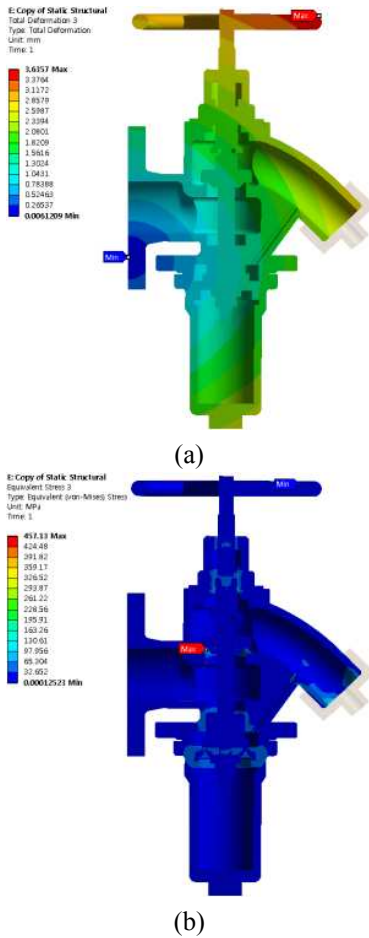 E: Copy of Static Structural
Total Deformation 3
Type: Total Deformation
Unit: mm
Time: 1
3.6357 Max
3.3764
3.1172
2.8579
2.5987
2.3394
2.0801
1.8209
1.5616
1.3024
1.0431
0.78388
0.52463
0.26537
0.0061209 Min
Max
Min
(a)
E: Copy of Static Structural
Equivalent Stress 3
Type: Equivalent (von-Mises) Stress
Unit: MPa
Time: 1
457.13 Max
424.48
391.82
359.17
326.52
293.87
261.22
228.56
195.91
163.26
130.61
97.956
65.304
32.652
0.00012523 Min
Min
Max
(b)